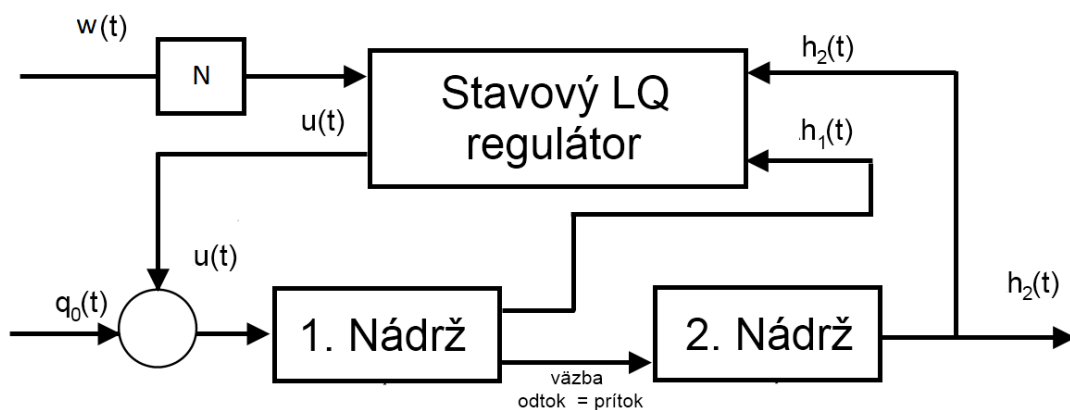 w(t)
N
Stavový LQ
regulátor
h₂(t)
h₁(t)
u(t)
u(t)
q₀(t)
1. Nádrž
2. Nádrž
h₂(t)
väzba
odtok = prítok